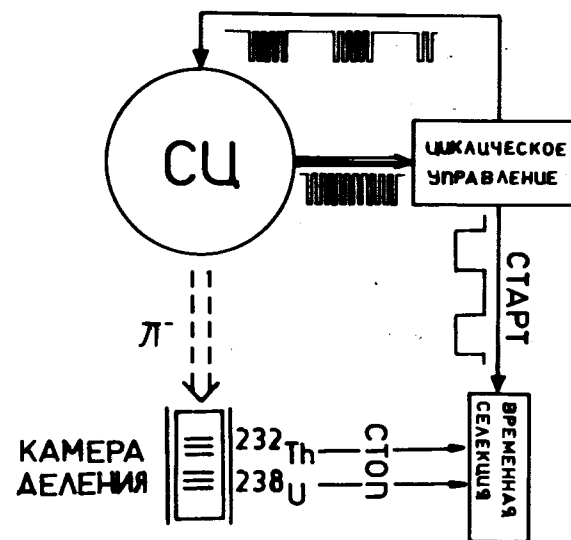 СЦ
ЦИКЛИЧЕСКОЕ
УПРАВЛЕНИЕ
СТАРТ
π⁻
КАМЕРА
ДЕЛЕНИЯ
²³²Th
²³⁸U
СТОП
ВРЕМЕННАЯ
СЕЛЕКЦИЯ